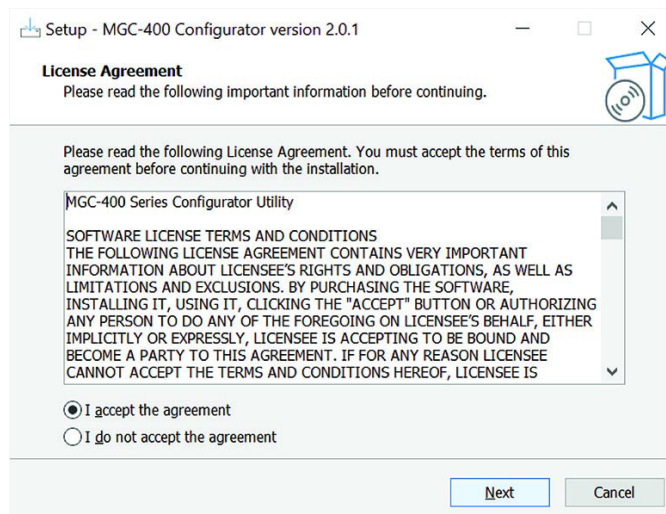 Setup - MGC-400 Configurator version 2.0.1
License Agreement
Please read the following important information before continuing.
Please read the following License Agreement. You must accept the terms of this
agreement before continuing with the installation.
MGC-400 Series Configurator Utility
SOFTWARE LICENSE TERMS AND CONDITIONS
THE FOLLOWING LICENSE AGREEMENT CONTAINS VERY IMPORTANT
INFORMATION ABOUT LICENSEE'S RIGHTS AND OBLIGATIONS, AS WELL AS
LIMITATIONS AND EXCLUSIONS. BY PURCHASING THE SOFTWARE,
INSTALLING IT, USING IT, CLICKING THE "ACCEPT" BUTTON OR AUTHORIZING
ANY PERSON TO DO ANY OF THE FOREGOING ON LICENSEE'S BEHALF, EITHER
IMPLICITLY OR EXPRESSLY, LICENSEE IS ACCEPTING TO BE BOUND AND
BECOME A PARTY TO THIS AGREEMENT. IF FOR ANY REASON LICENSEE
CANNOT ACCEPT THE TERMS AND CONDITIONS HEREOF, LICENSEE IS
I accept the agreement
I do not accept the agreement
Next
Cancel